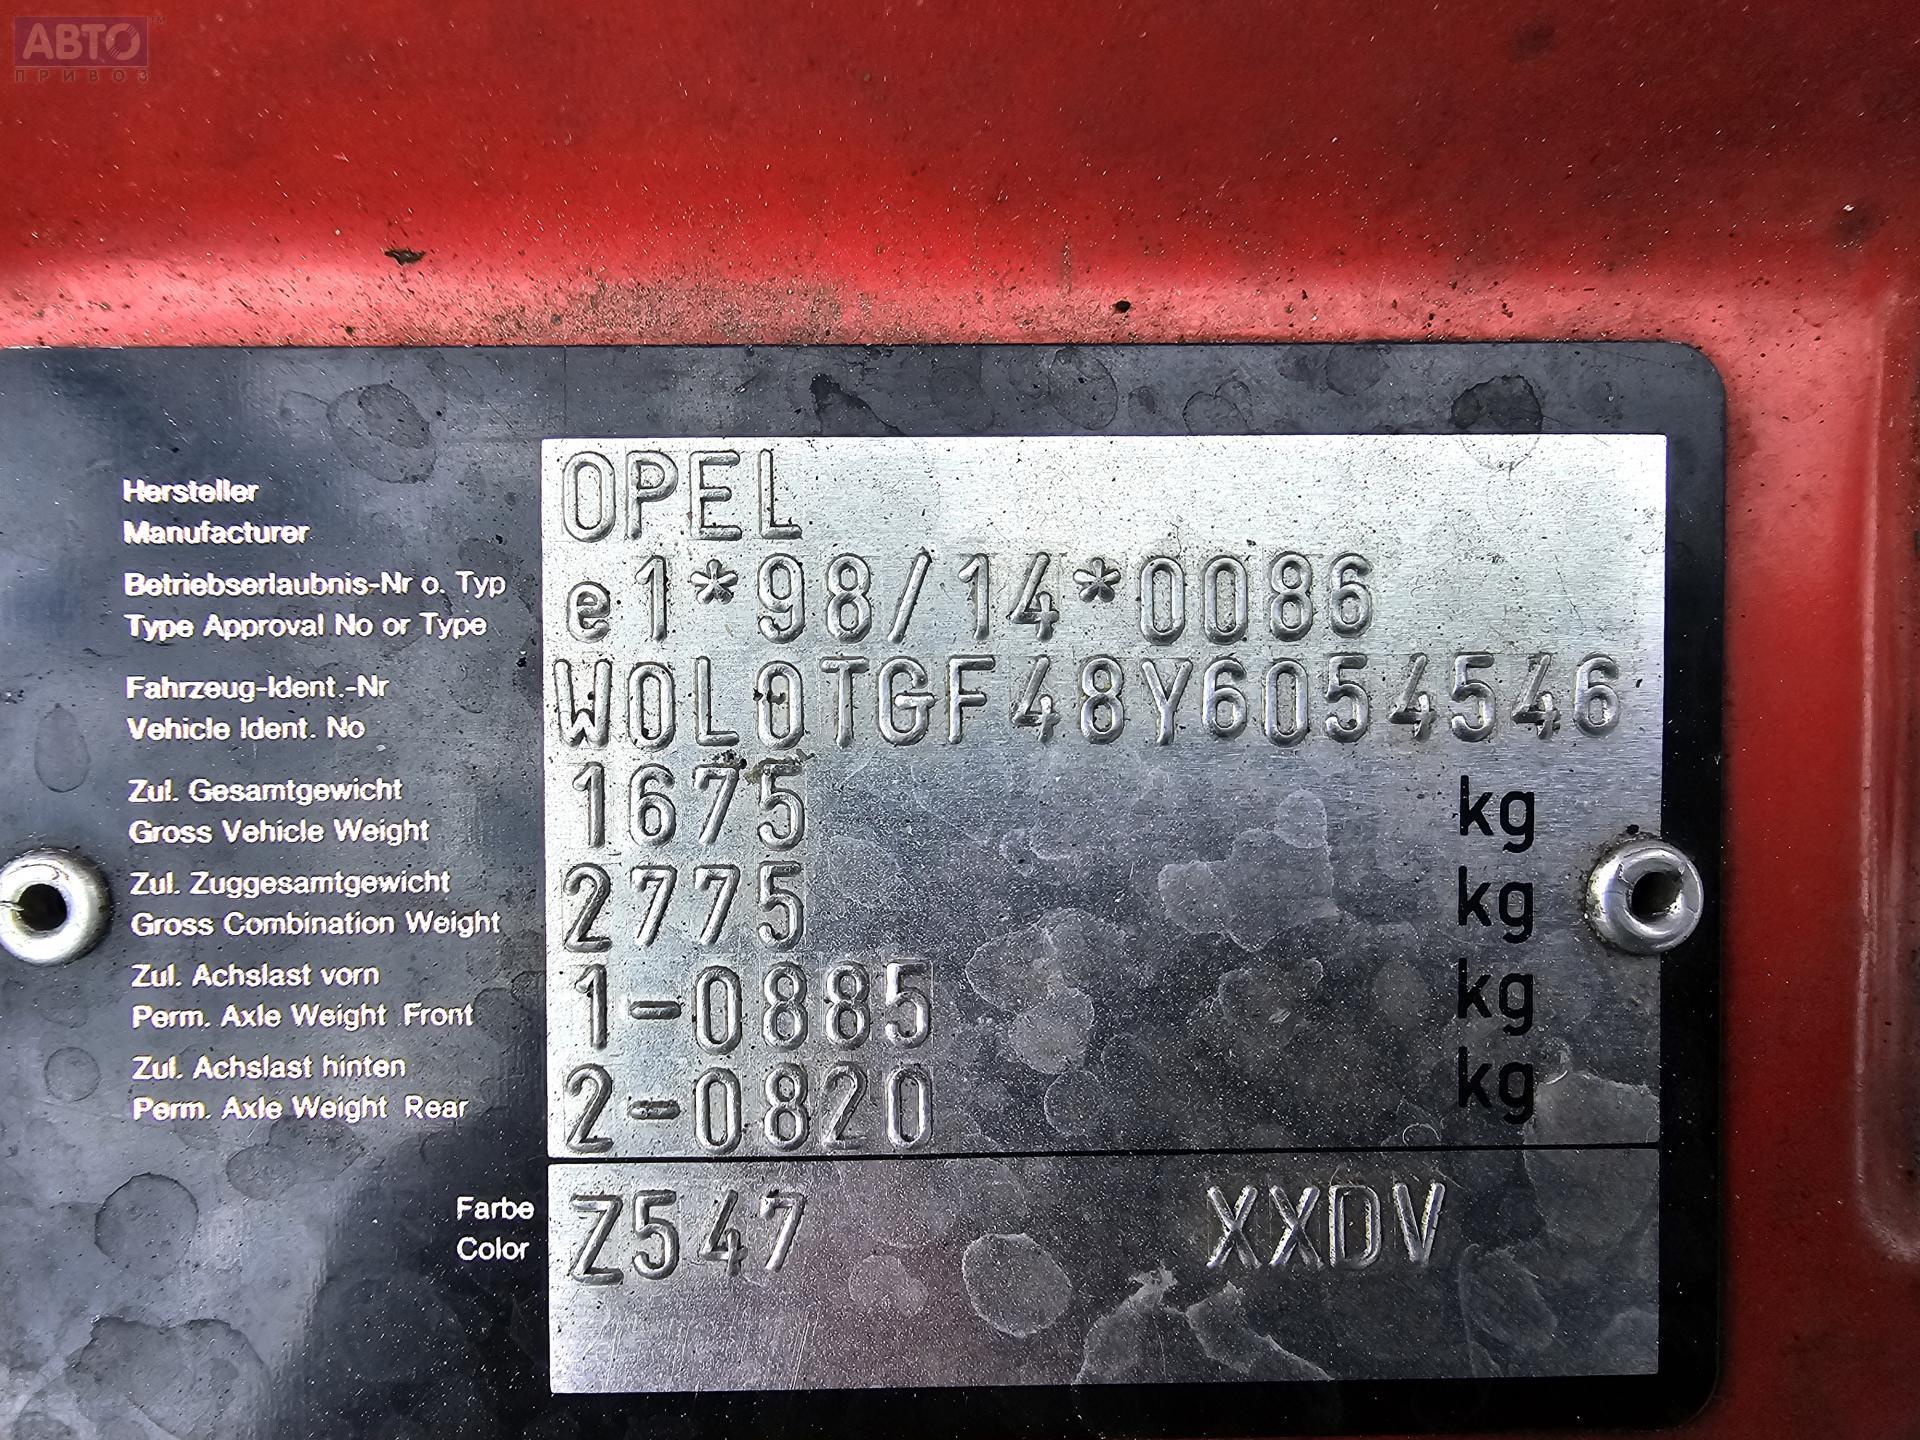 АВТО TM
ПРИВОЗ
Hersteller
Manufacturer
OPEL
Betriebserlaubnis-Nr o. Typ
Type Approval No or Type
e1*98/14*0086
Fahrzeug-Ident.-Nr
Vehicle Ident. No
W0L0TGF48Y6054546
Zul. Gesamtgewicht
Gross Vehicle Weight
1675 kg
Zul. Zuggesamtgewicht
Gross Combination Weight
2775 kg
Zul. Achslast vorn
Perm. Axle Weight Front
1-0885 kg
Zul. Achslast hinten
Perm. Axle Weight Rear
2-0820 kg
Farbe
Color
Z547 XXDV